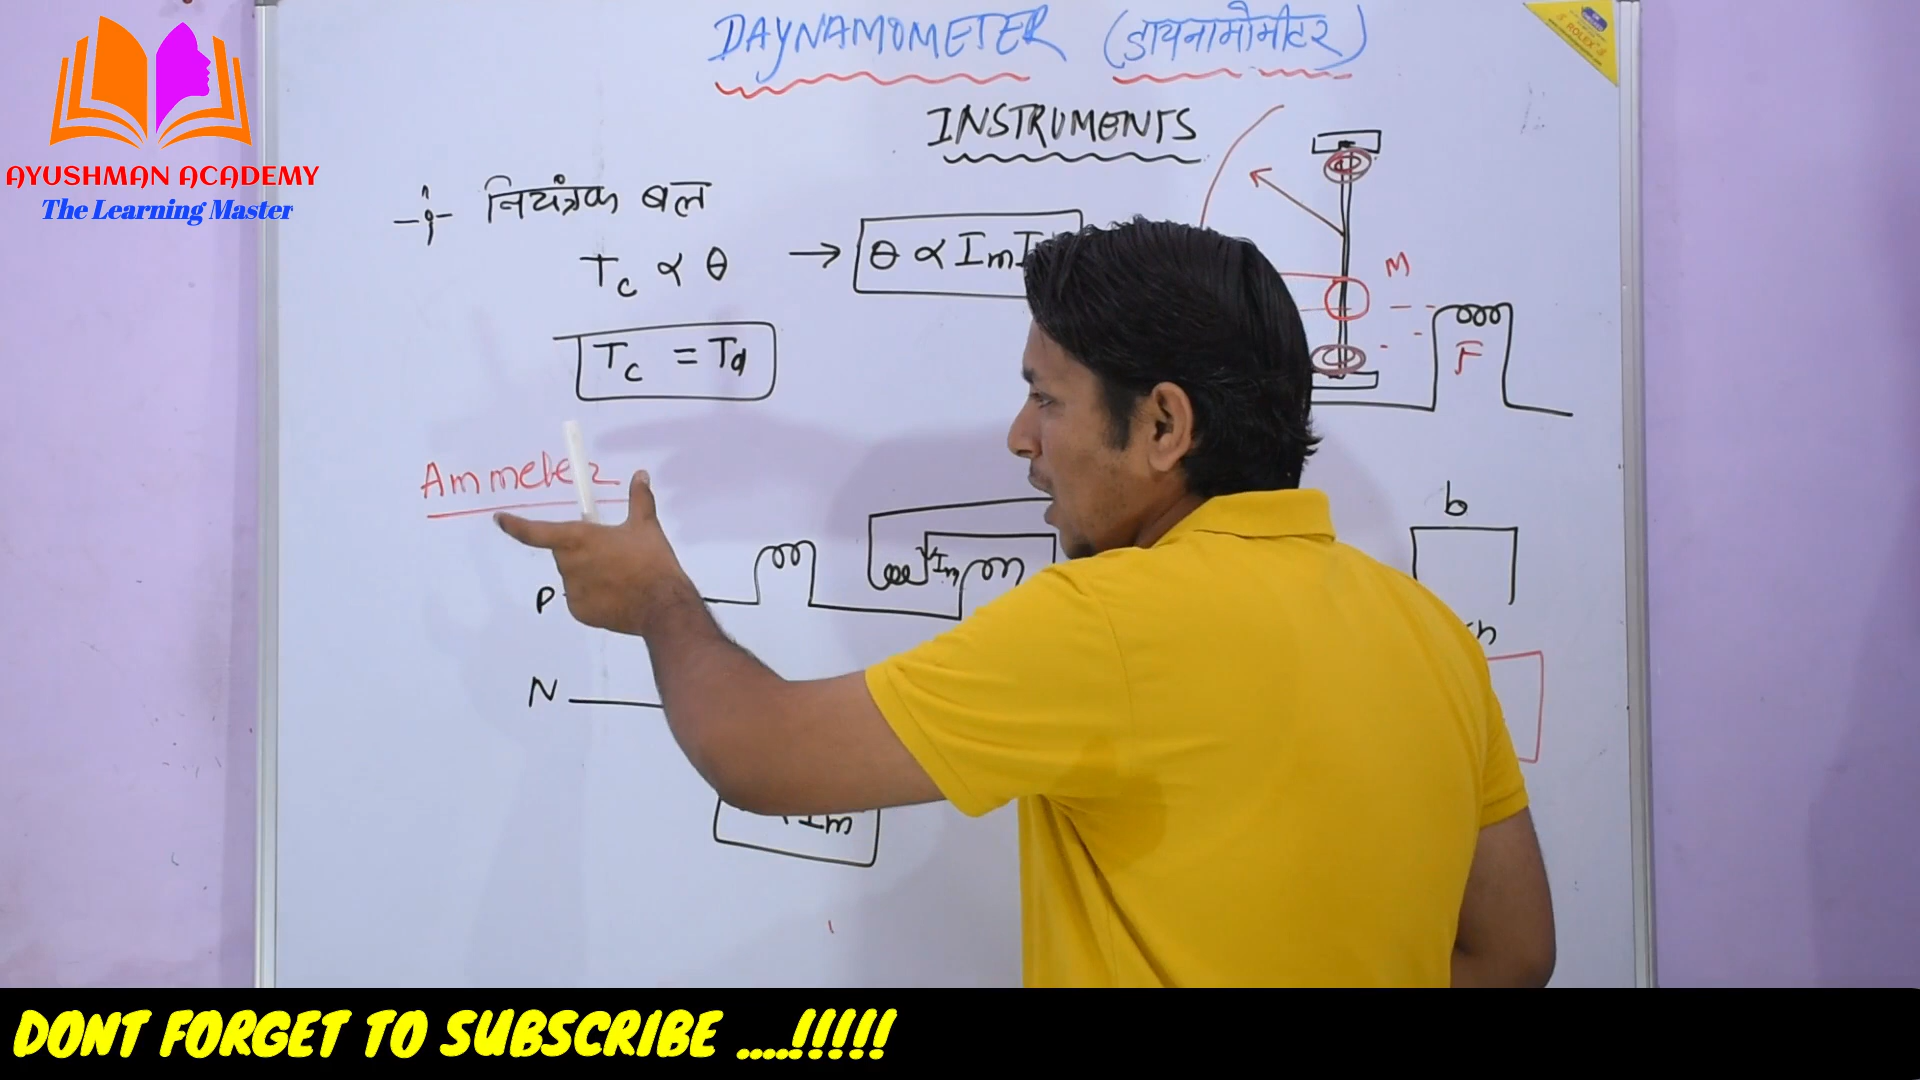 DAYNAMOMETER (डायनामोमीटर)
INSTRUMENTS
AYUSHMAN ACADEMY
The Learning Master
नियंत्रक बल
Tc ∝ θ → θ ∝ Im
Tc = Td
M
F
Ammeter
b
P
Im
N
Im
DONT FORGET TO SUBSCRIBE ....!!!!!